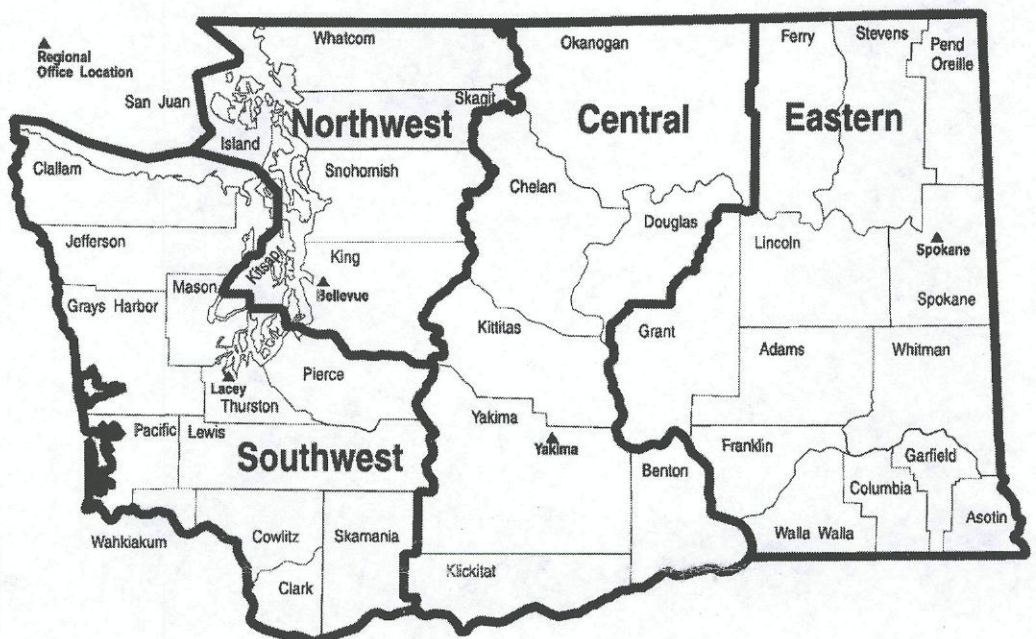 Whatcom
Okanogan
Ferry
Stevens
Pend
Oreille
Regional
Office Location
San Juan
Skagit
Northwest
Central
Eastern
Island
Clallam
Snohomish
Chelan
Douglas
Jefferson
Kitsap
King
Lincoln
Spokane
Mason
Bellevue
Grays Harbor
Spokane
Kittitas
Grant
Adams
Whitman
Pierce
Lacey
Thurston
Yakima
Yakima
Pacific
Lewis
Southwest
Franklin
Benton
Garfield
Columbia
Asotin
Wahkiakum
Cowlitz
Skamania
Walla Walla
Klickitat
Clark